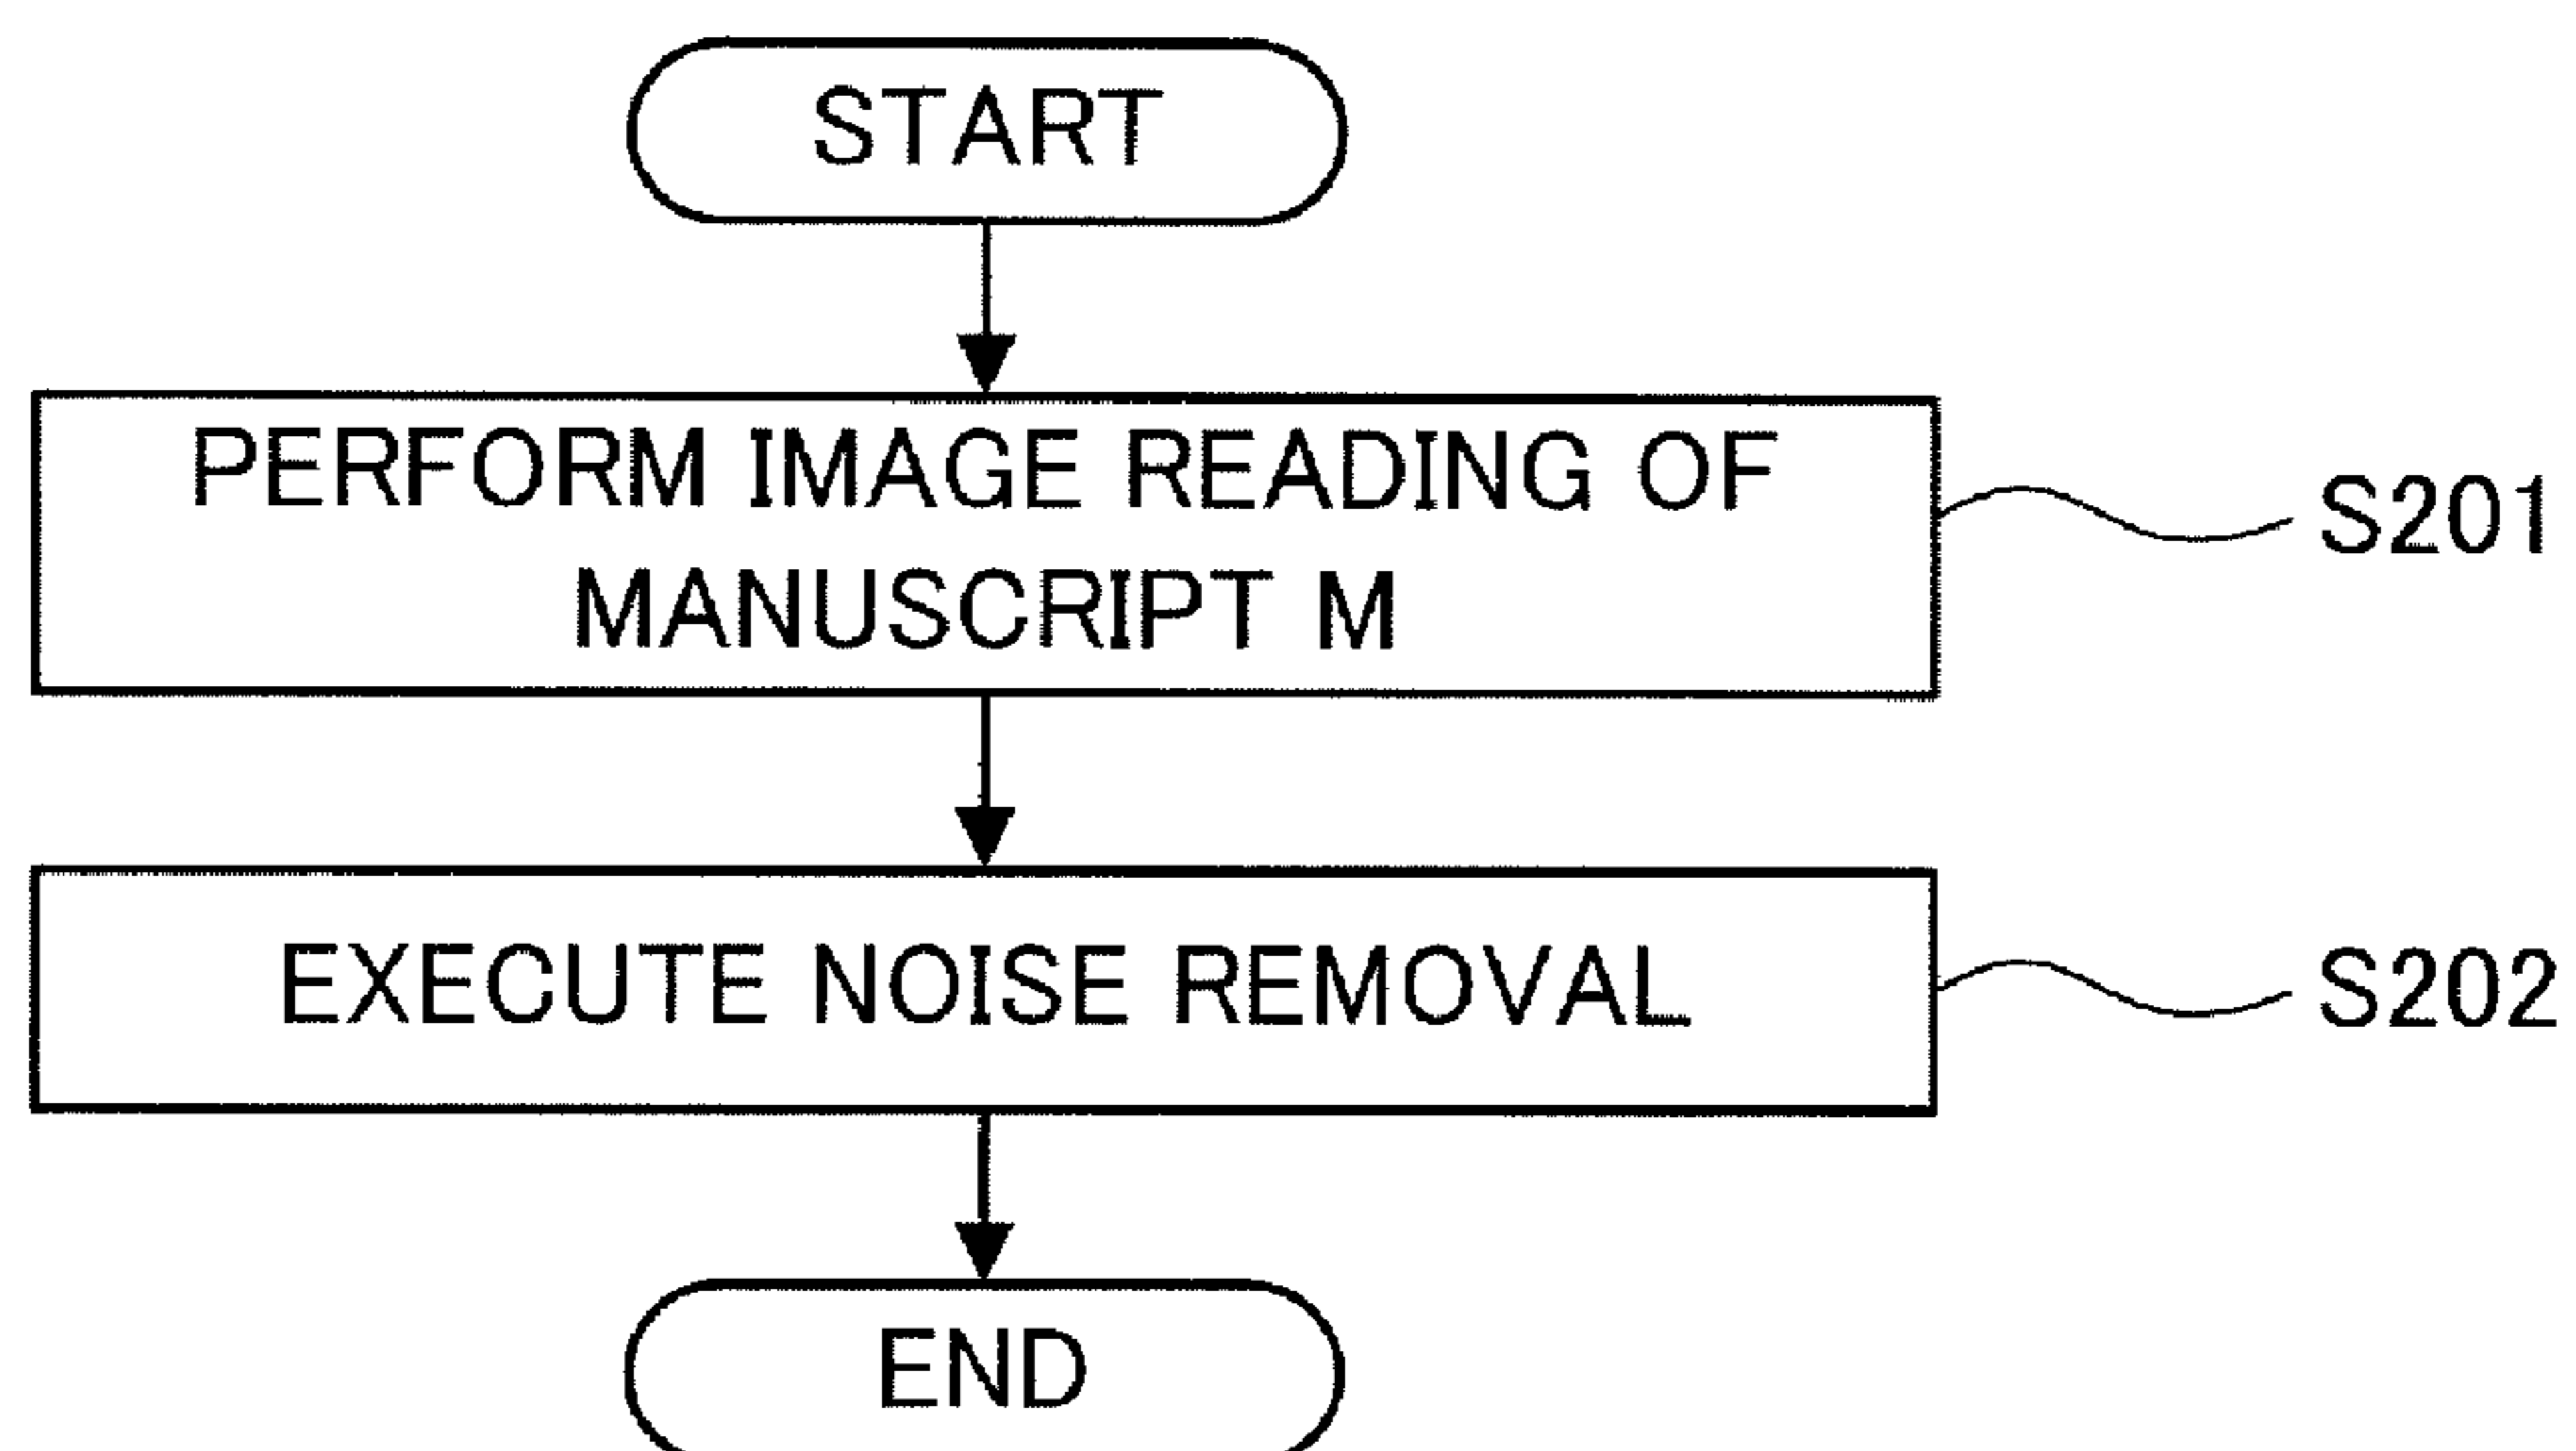 START
PERFORM IMAGE READING OF
MANUSCRIPT M
S201
EXECUTE NOISE REMOVAL
S202
END